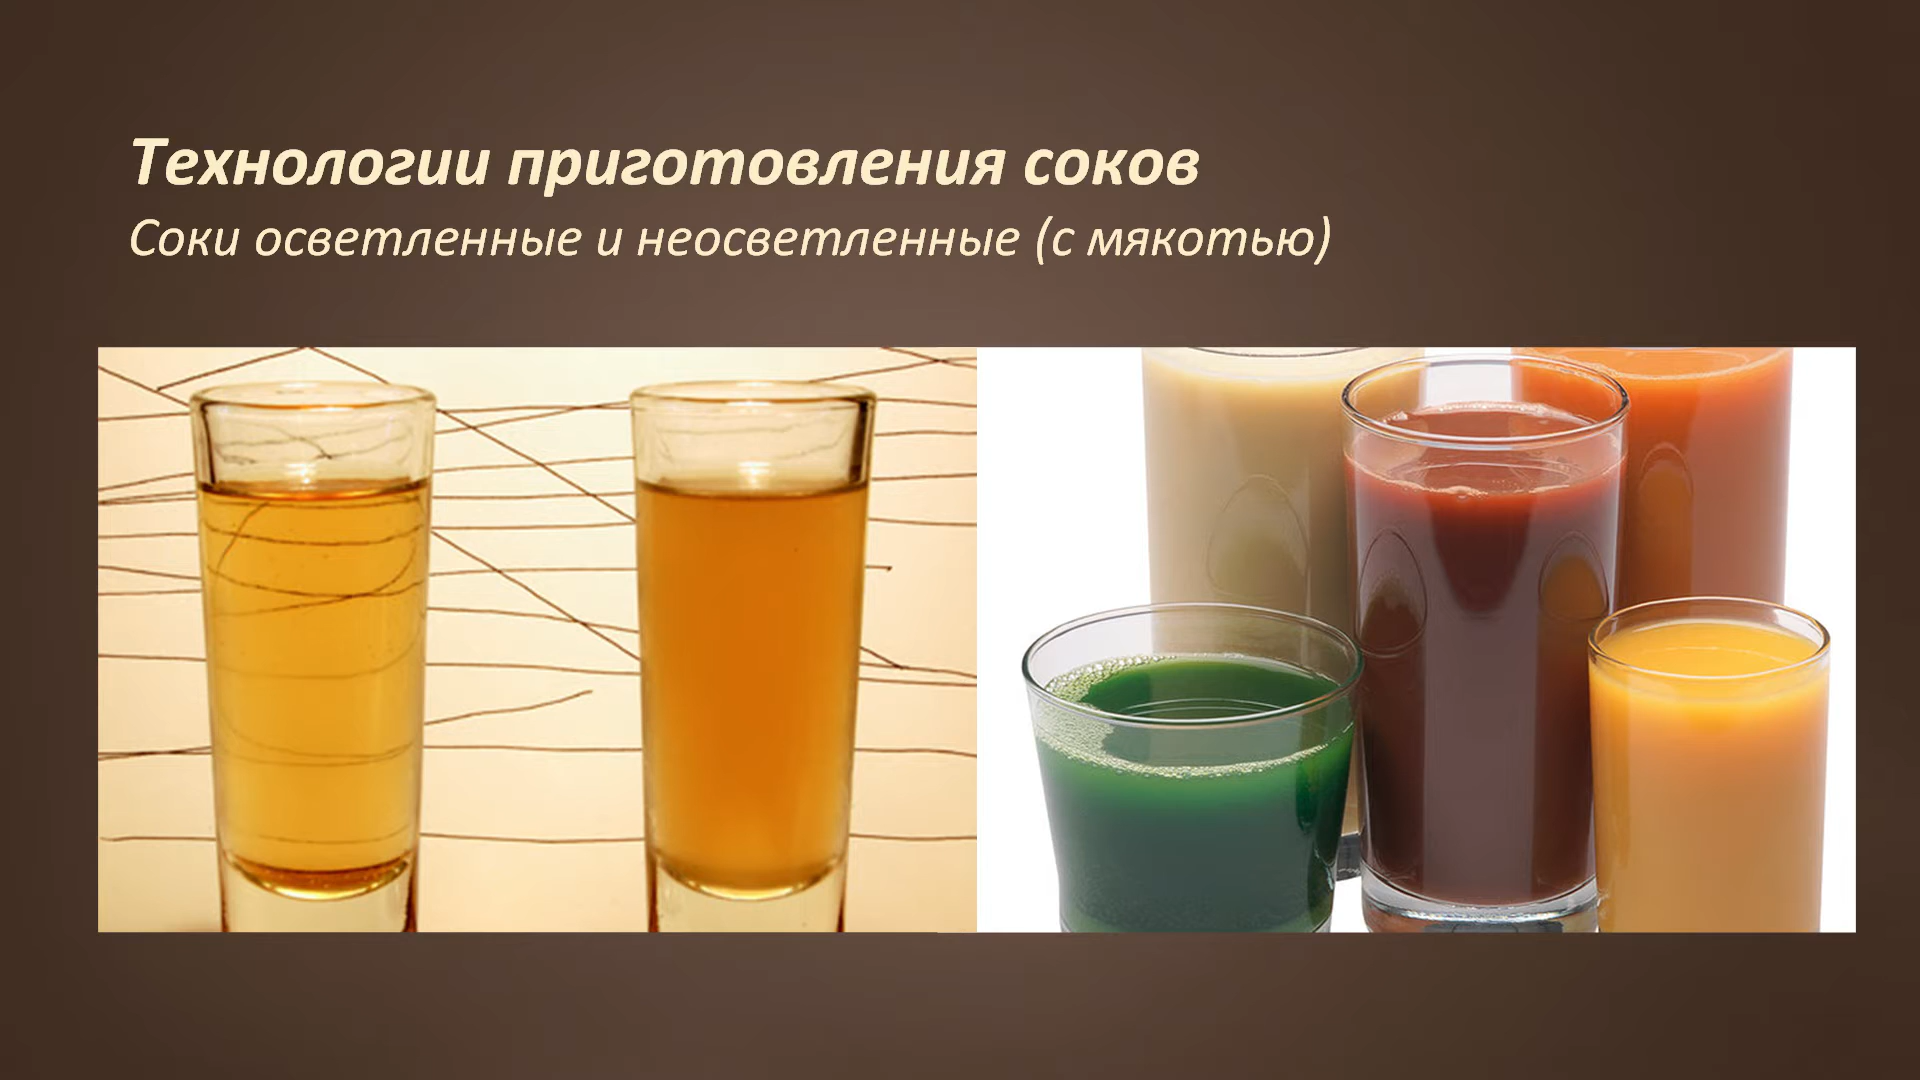 Технологии приготовления соков
Соки осветленные и неосветленные (с мякотью)